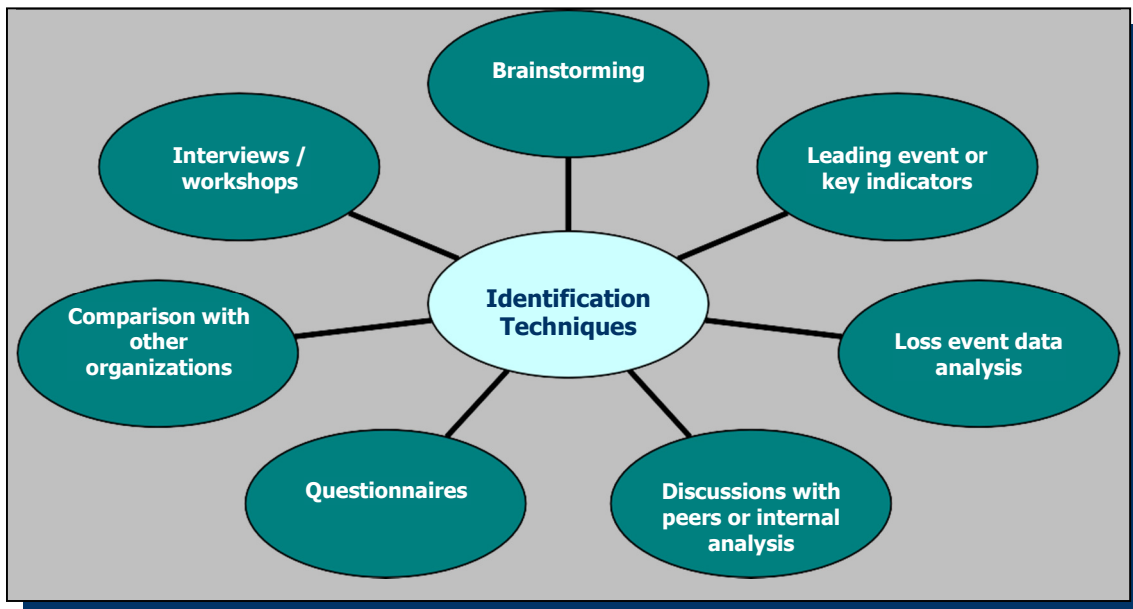 Brainstorming
Interviews /
workshops
Leading event or
key indicators
Identification
Techniques
Comparison with
other
organizations
Loss event data
analysis
Questionnaires
Discussions with
peers or internal
analysis